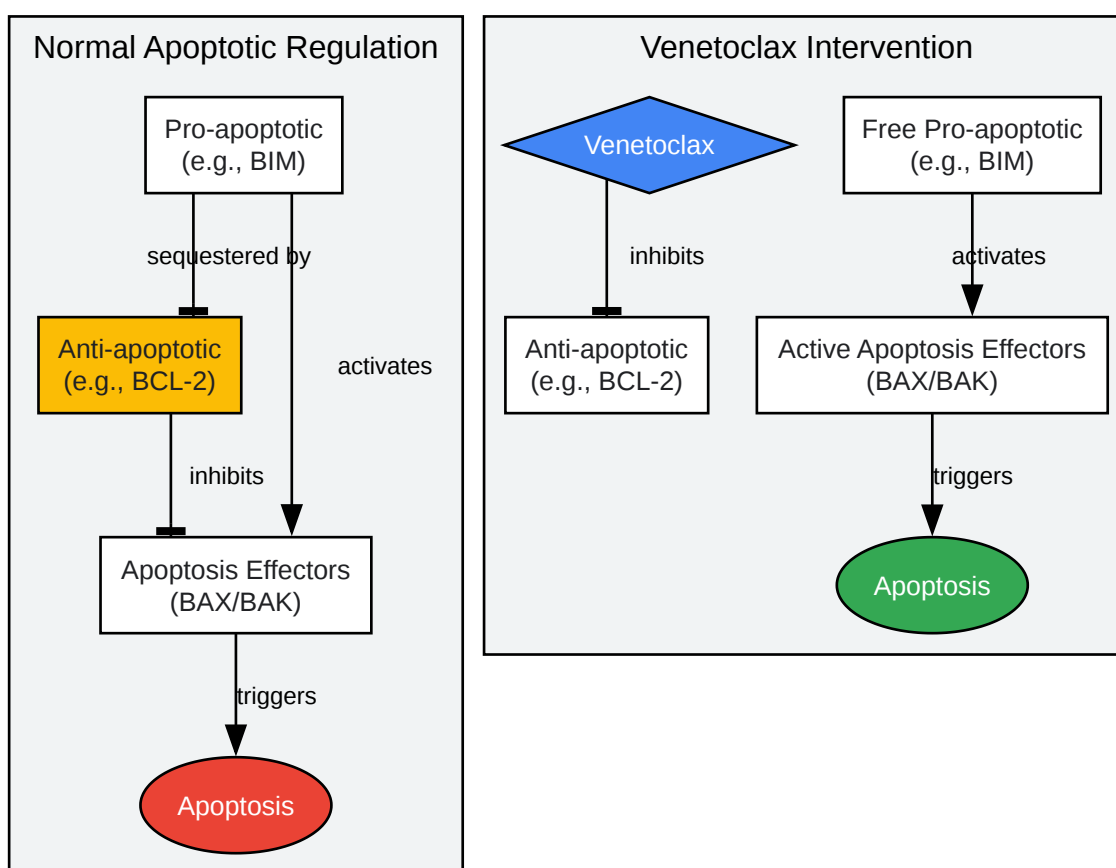 Normal Apoptotic Regulation
Pro-apoptotic
(e.g., BIM)
sequestered by
Anti-apoptotic
(e.g., BCL-2)
activates
inhibits
Apoptosis Effectors
(BAX/BAK)
triggers
Apoptosis
Venetoclax Intervention
Venetoclax
Free Pro-apoptotic
(e.g., BIM)
inhibits
activates
Anti-apoptotic
(e.g., BCL-2)
Active Apoptosis Effectors
(BAX/BAK)
triggers
Apoptosis